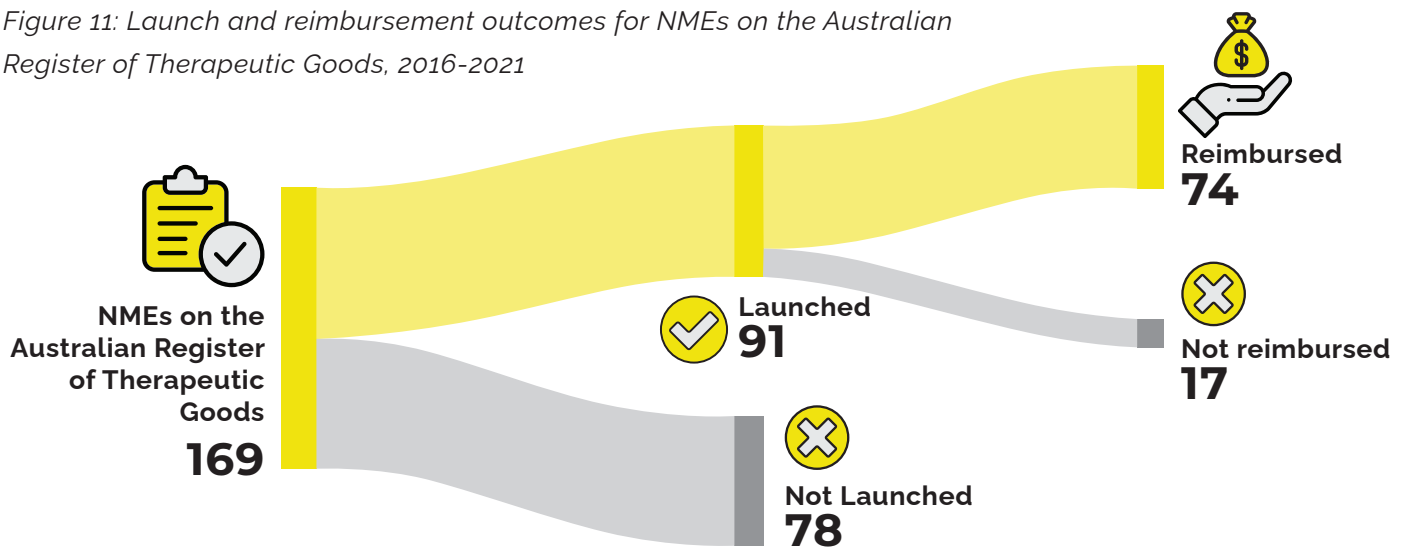 Figure 11: Launch and reimbursement outcomes for NMEs on the Australian
Register of Therapeutic Goods, 2016-2021
$
Reimbursed
74
NMEs on the
Australian Register
of Therapeutic
Goods
169
Launched
91
Not reimbursed
17
Not Launched
78